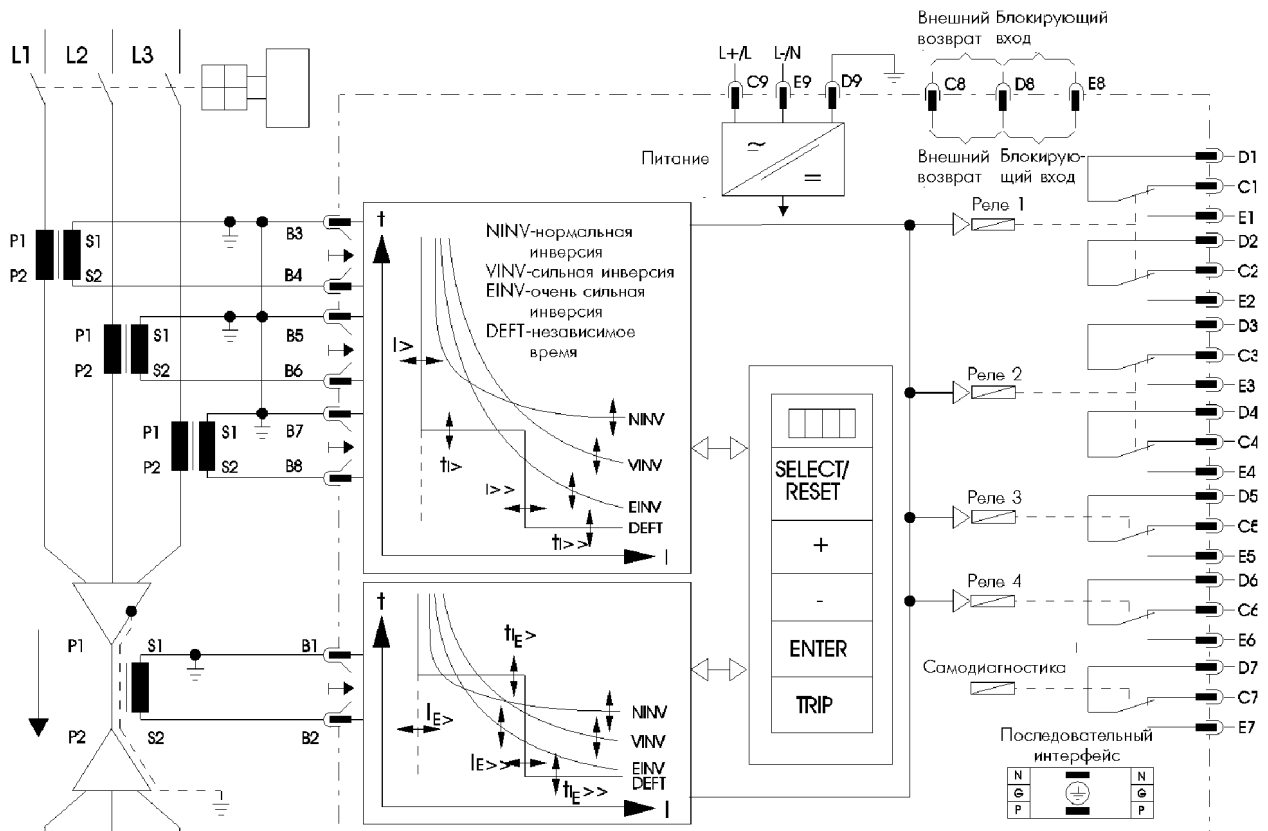 L1 L2 L3
Внешний Блокирующий
возврат вход
L+/L L-/N
C9 E9 D9
C8 D8 E8
Питание
Внешний Блокирую-
возврат щий вход
P1 S1
P2 S2
P1 S1
P2 S2
P1 S1
P2 S2
B3
B4
B5
B6
B7
B8
t
NINV-нормальная
инверсия
VINV-сильная инверсия
EINV-очень сильная
инверсия
DEFT-независимое
время
I>
tI>
I>>
tI>>
NINV
VINV
EINV
DEFT
I
SELECT/
RESET
+
-
ENTER
TRIP
Реле 1
Реле 2
Реле 3
Реле 4
Самодиагностика
D1
C1
E1
D2
C2
E2
D3
C3
E3
D4
C4
E4
D5
C5
E5
D6
C6
E6
D7
C7
E7
P1 S1
P2 S2
B1
B2
t
tIE>
IE>
IE>>
tIE>>
NINV
VINV
EINV
DEFT
I
Последовательный
интерфейс
N N
G G
P P